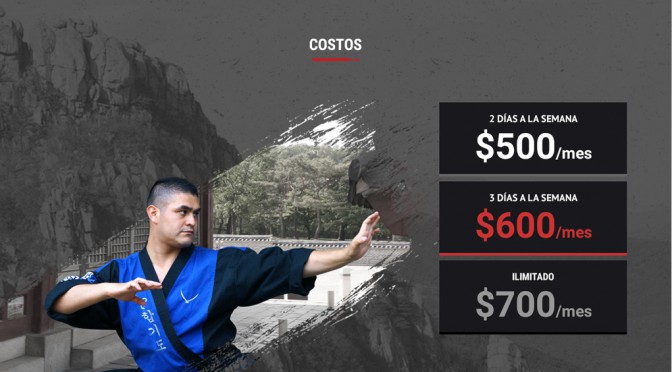 COSTOS
2 DÍAS A LA SEMANA
$500/mes
3 DÍAS A LA SEMANA
$600/mes
ILIMITADO
$700/mes